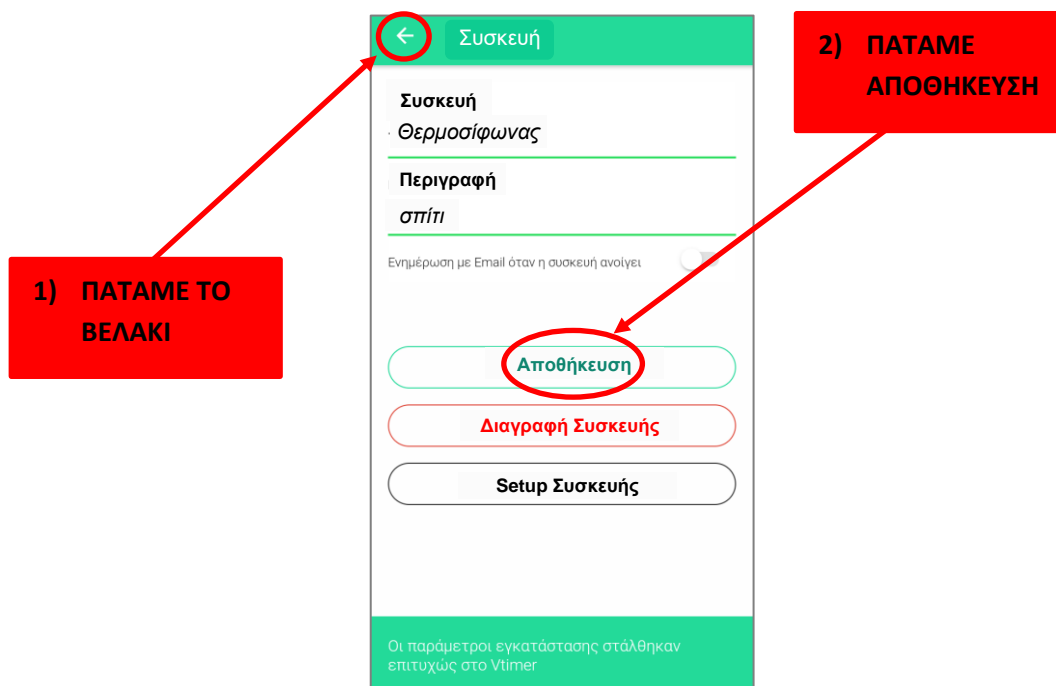 Συσκευή
2) ΠΑΤΑΜΕ
ΑΠΟΘΗΚΕΥΣΗ
Συσκευή
Θερμοσίφωνας
Περιγραφή
σπίτι
Ενημέρωση με Email όταν η συσκευή ανοίγει
1) ΠΑΤΑΜΕ ΤΟ
ΒΕΛΑΚΙ
Αποθήκευση
Διαγραφή Συσκευής
Setup Συσκευής
Οι παράμετροι εγκατάστασης στάλθηκαν
επιτυχώς στο Vtimer